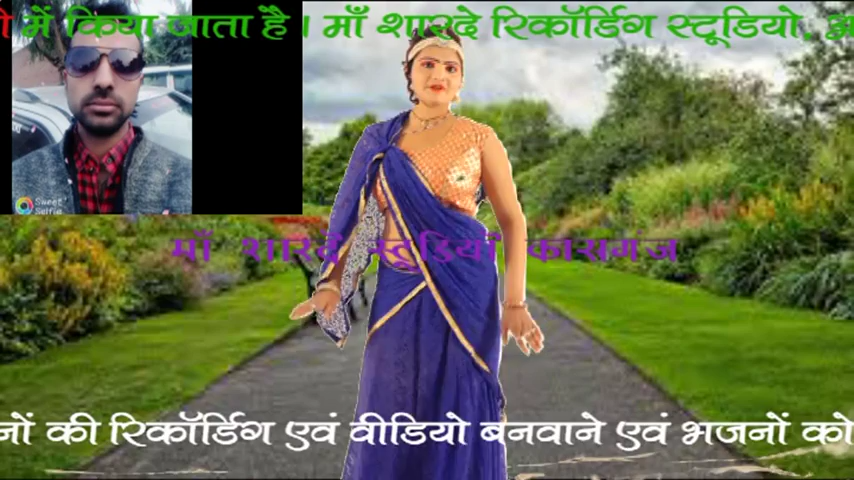 में किया जाता है। माँ शारदे रिकॉर्डिग स्टूडियो,
Sweet
Selfie
माँ शारदे स्टूडियो कासगंज
की रिकॉर्डिग एवं वीडियो बनवाने एवं भजनों को